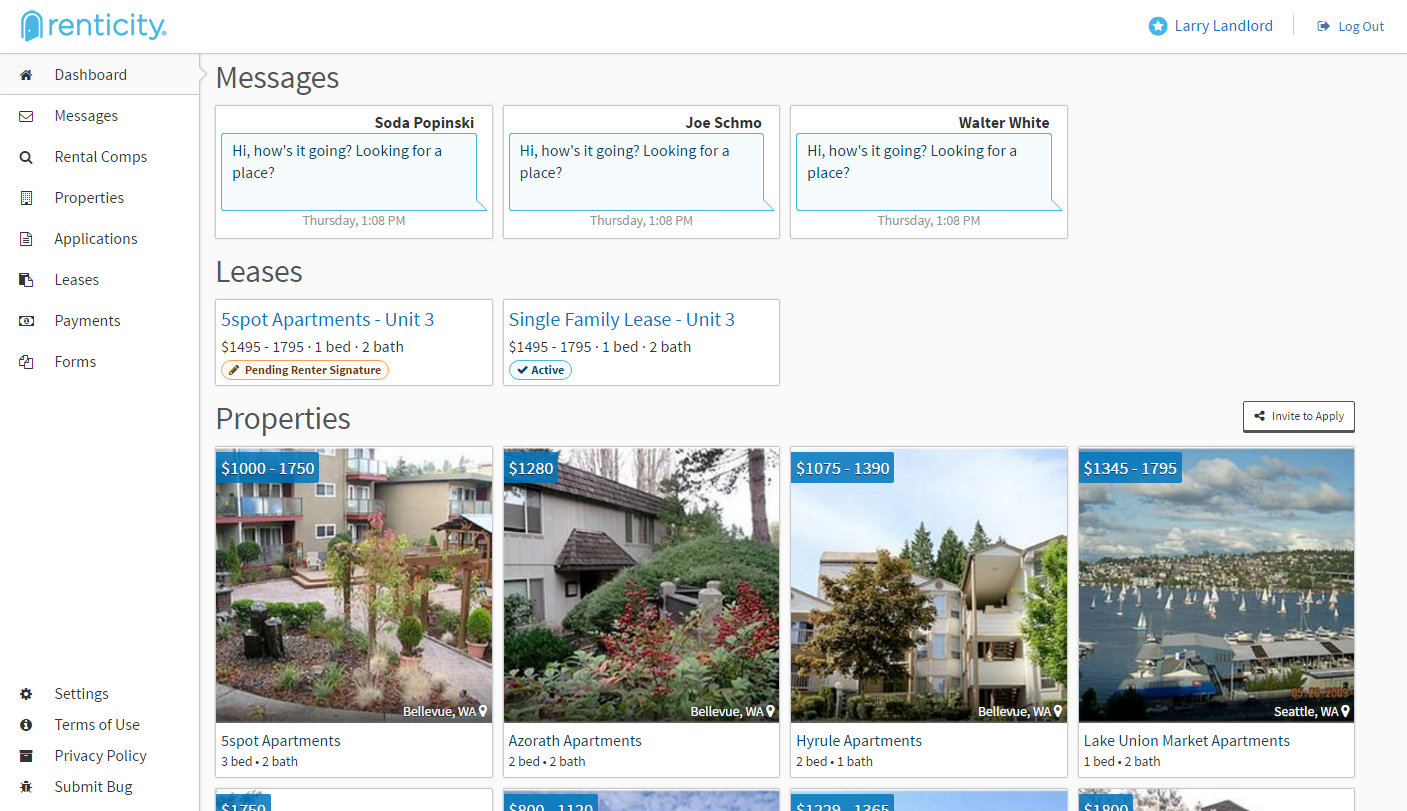 renticity®
Larry Landlord
Log Out
Dashboard
Messages
Rental Comps
Properties
Applications
Leases
Payments
Forms
Settings
Terms of Use
Privacy Policy
Submit Bug
Messages
Soda Popinski
Hi, how's it going? Looking for a
place?
Thursday, 1:08 PM
Joe Schmo
Hi, how's it going? Looking for a
place?
Thursday, 1:08 PM
Walter White
Hi, how's it going? Looking for a
place?
Thursday, 1:08 PM
Leases
5spot Apartments - Unit 3
$1495 - 1795 · 1 bed · 2 bath
Pending Renter Signature
Single Family Lease - Unit 3
$1495 - 1795 · 1 bed · 2 bath
Active
Properties
Invite to Apply
$1000 - 1750
Bellevue, WA
5spot Apartments
3 bed • 2 bath
$1280
Bellevue, WA
Azorath Apartments
2 bed • 2 bath
$1075 - 1390
Bellevue, WA
Hyrule Apartments
2 bed • 1 bath
$1345 - 1795
05-26-2009
Seattle, WA
Lake Union Market Apartments
1 bed • 2 bath
$1750
$800 - 1120
$1229 - 1365
$1800